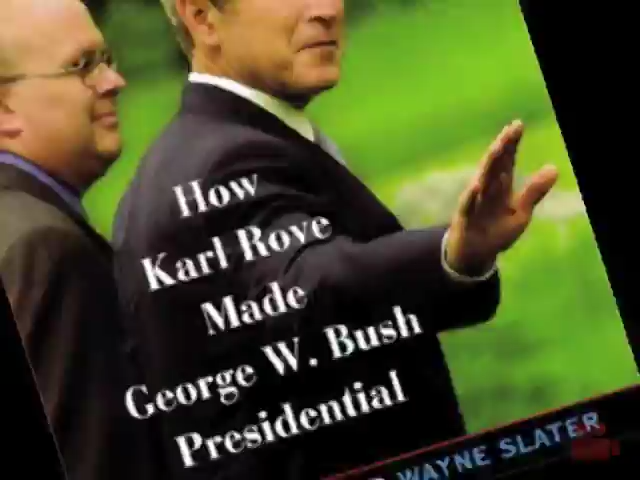 How
Karl Rove
Made
George W. Bush
Presidential
WAYNE SLATER